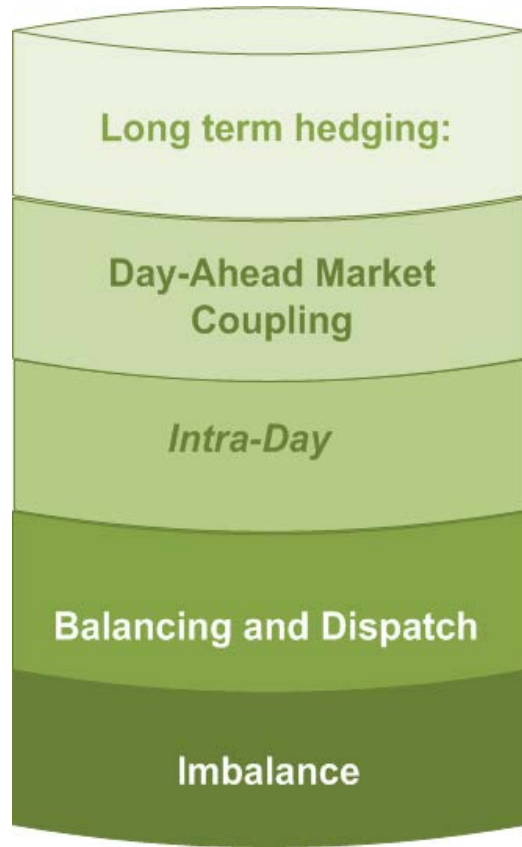 Long term hedging:
Day-Ahead Market
Coupling
Intra-Day
Balancing and Dispatch
Imbalance